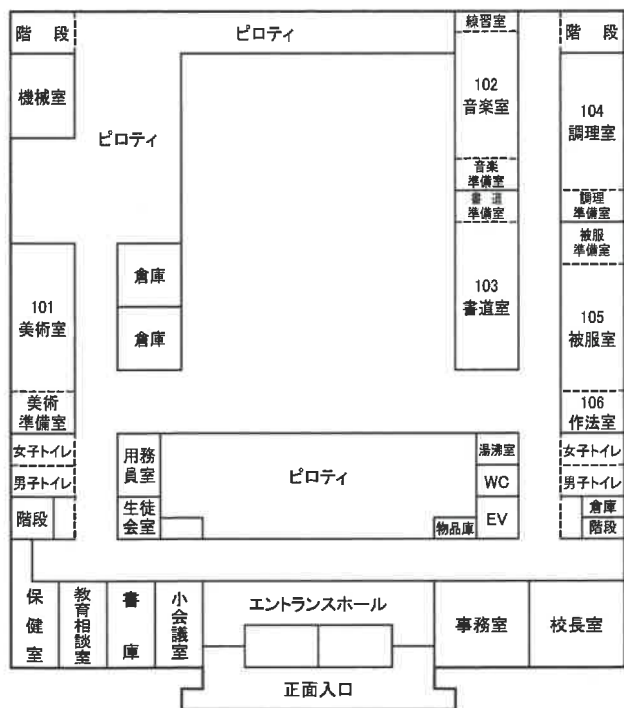 階 段
ピロティ
練習室
階 段
機械室
102
音楽室
104
調理室
ピロティ
音楽
準備室
書 道
準備室
調理
準備室
被服
準備室
倉庫
101
美術室
103
書道室
105
被服室
倉庫
美術
準備室
106
作法室
女子トイレ
用務
員室
ピロティ
湯沸室
女子トイレ
男子トイレ
WC
男子トイレ
階段
生徒
会室
物品庫
EV
倉庫
階段
保健室
教育相談室
書庫
小会議室
エントランスホール
事務室
校長室
正面入口